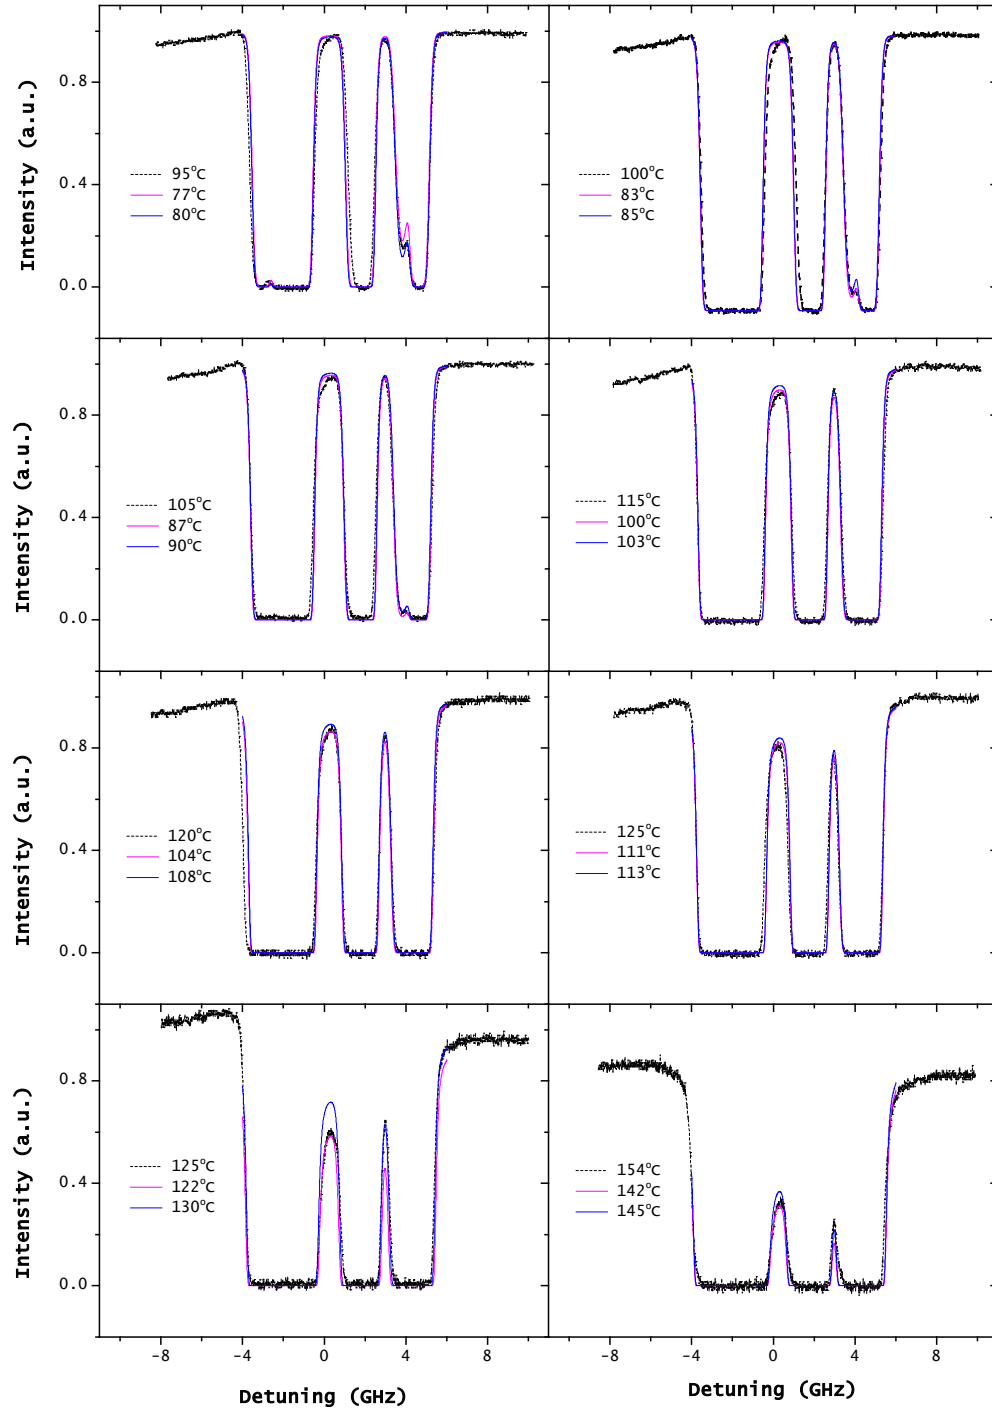 Intensity (a.u.)
0.8
0.4
0.0
95°C
77°C
80°C
100°C
83°C
85°C
Intensity (a.u.)
0.8
0.4
0.0
105°C
87°C
90°C
115°C
100°C
103°C
Intensity (a.u.)
0.8
0.4
0.0
120°C
104°C
108°C
125°C
111°C
113°C
Intensity (a.u.)
0.8
0.4
0.0
125°C
122°C
130°C
154°C
142°C
145°C
-8 -4 0 4 8
-8 -4 0 4 8
Detuning (GHz)
Detuning (GHz)